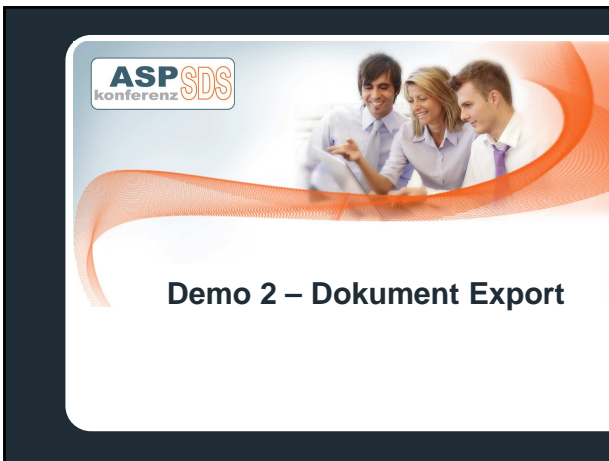 ASP SDS
konferenz
Demo 2 – Dokument Export